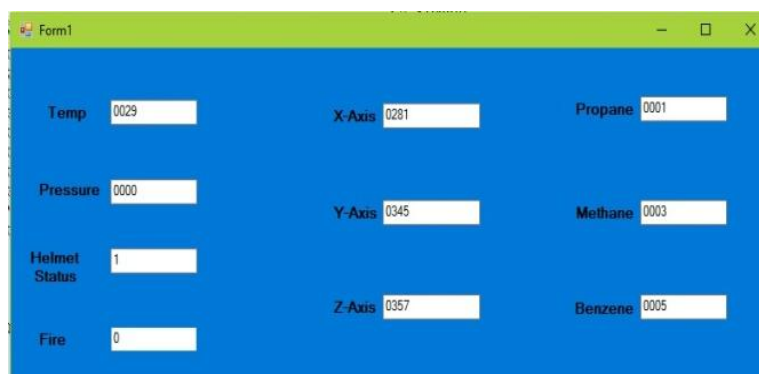 Form1
Temp 0029
Pressure 0000
Helmet
Status 1
Fire 0
X-Axis 0281
Y-Axis 0345
Z-Axis 0357
Propane 0001
Methane 0003
Benzene 0005